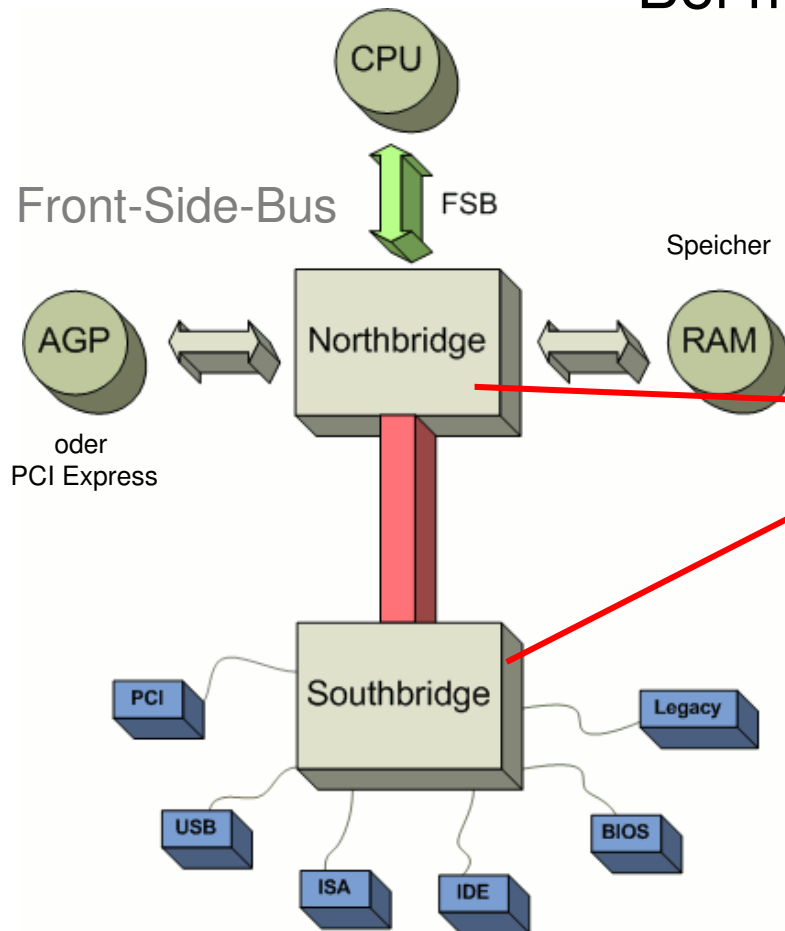 CPU
Front-Side-Bus
FSB
Speicher
AGP
Northbridge
RAM
oder
PCI Express
PCI
Southbridge
Legacy
USB
BIOS
ISA
IDE